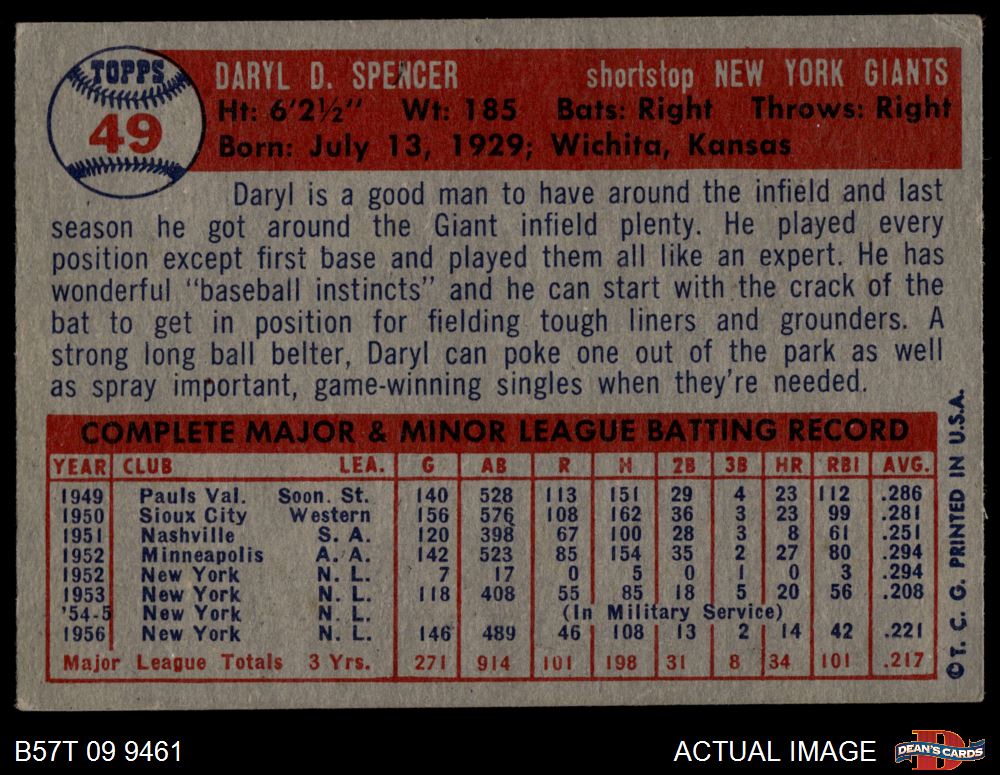 TOPPS
49
DARYL D. SPENCER shortstop NEW YORK GIANTS
Ht: 6'2½" Wt: 185 Bats: Right Throws: Right
Born: July 13, 1929; Wichita, Kansas
Daryl is a good man to have around the infield and last
season he got around the Giant infield plenty. He played every
position except first base and played them all like an expert. He has
wonderful "baseball instincts" and he can start with the crack of the
bat to get in position for fielding tough liners and grounders. A
strong long ball belter, Daryl can poke one out of the park as well
as spray important, game-winning singles when they're needed.
COMPLETE MAJOR & MINOR LEAGUE BATTING RECORD
YEAR CLUB LEA. G AB R H 2B 3B HR RBI AVG.
1949 Pauls Val. Soon. St. 140 528 113 151 29 4 23 112 .286
1950 Sioux City Western 156 576 108 162 36 3 23 99 .281
1951 Nashville S. A. 120 398 67 100 28 3 8 61 .251
1952 Minneapolis A. A. 142 523 85 154 35 2 27 80 .294
1952 New York N. L. 7 17 0 5 0 1 0 3 .294
1953 New York N. L. 118 408 55 85 18 5 20 56 .208
'54-5 New York N. L. (In Military Service)
1956 New York N. L. 146 489 46 108 13 2 14 42 .221
Major League Totals 3 Yrs. 271 914 101 198 31 8 34 101 .217
©T. C. G. PRINTED IN U.S.A.
B57T 09 9461 ACTUAL IMAGE
DEAN'S CARDS